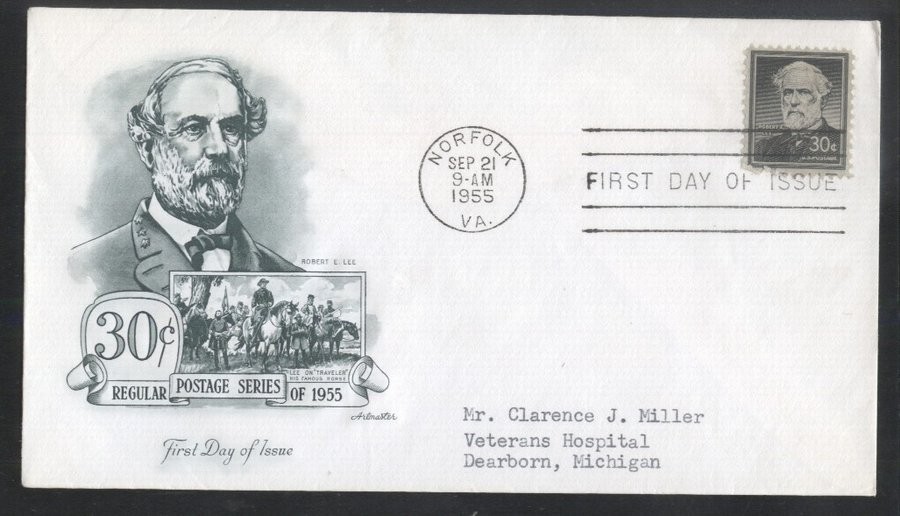 ROBERT E. LEE
30¢
REGULAR POSTAGE SERIES OF 1955
LEE ON "TRAVELER"
HIS FAMOUS HORSE
Artmaster
First Day of Issue
NORFOLK
SEP 21
9-AM
1955
VA.
FIRST DAY OF ISSUE
ROBERT E.
30¢
Mr. Clarence J. Miller
Veterans Hospital
Dearborn, Michigan